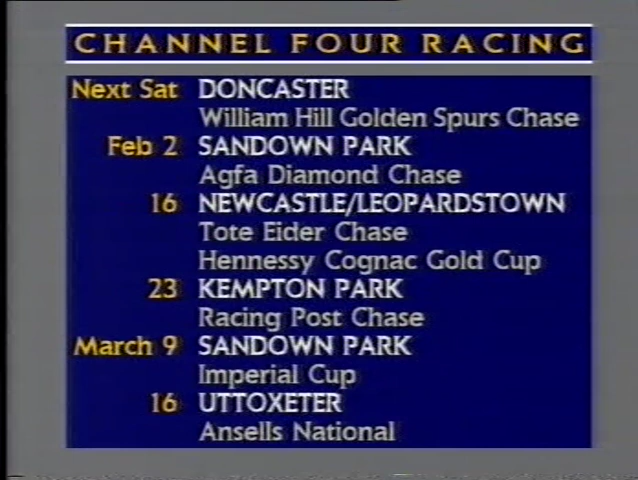 CHANNEL FOUR RACING
Next Sat DONCASTER
William Hill Golden Spurs Chase
Feb 2 SANDOWN PARK
Agfa Diamond Chase
16 NEWCASTLE/LEOPARDSTOWN
Tote Eider Chase
Hennessy Cognac Gold Cup
23 KEMPTON PARK
Racing Post Chase
March 9 SANDOWN PARK
Imperial Cup
16 UTTOXETER
Ansells National